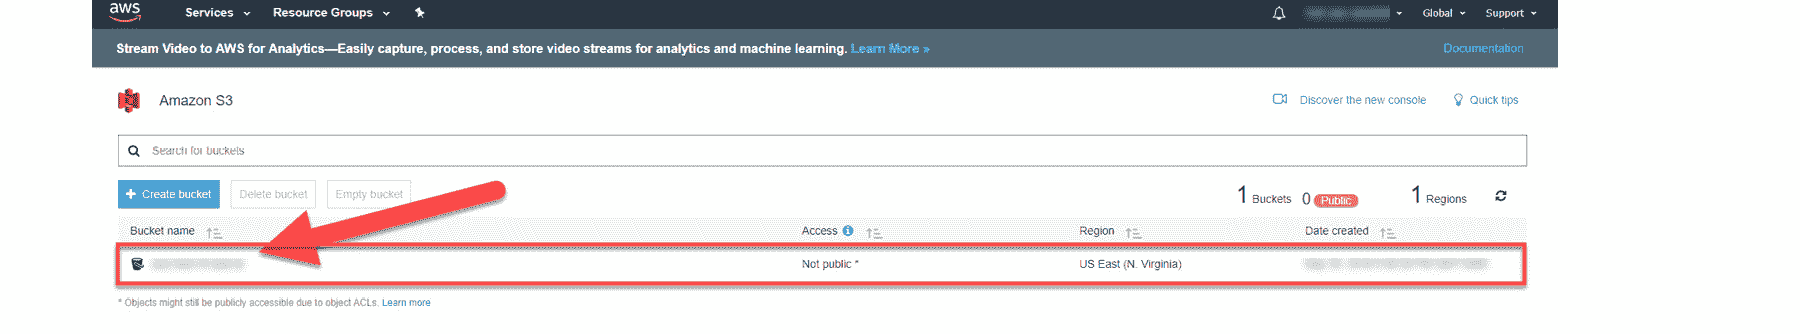 aws Services Resource Groups Global Support
Stream Video to AWS for Analytics—Easily capture, process, and store video streams for analytics and machine learning. Learn More » Documentation
Amazon S3 Discover the new console Quick tips
Search for buckets
+ Create bucket Delete bucket Empty bucket 1 Buckets 0 Public 1 Regions
Bucket name Access Region Date created
Not public * US East (N. Virginia)
* Objects might still be publicly accessible due to object ACLs. Learn more